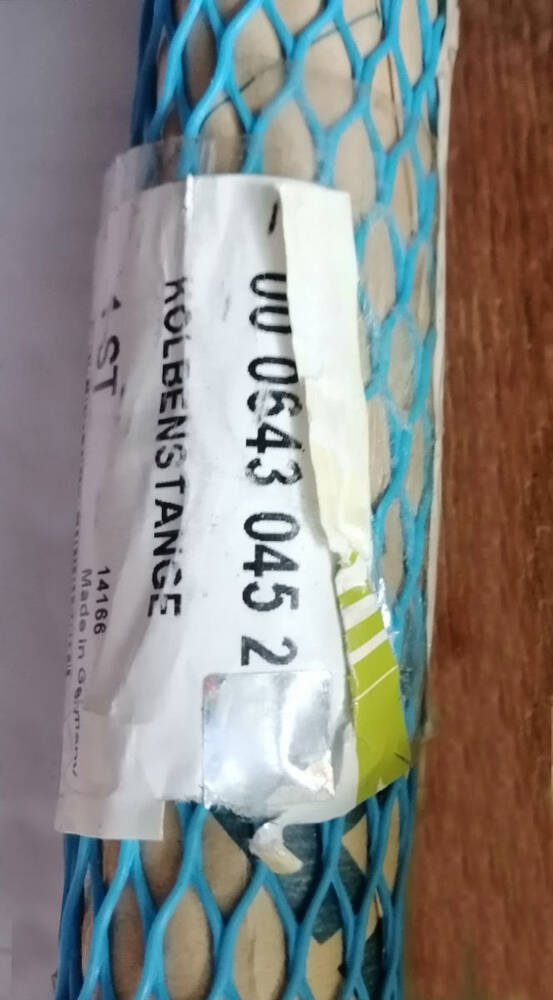 00 0643 045 2
KOLBENSTANGE
1 ST
14166
Made in Germany